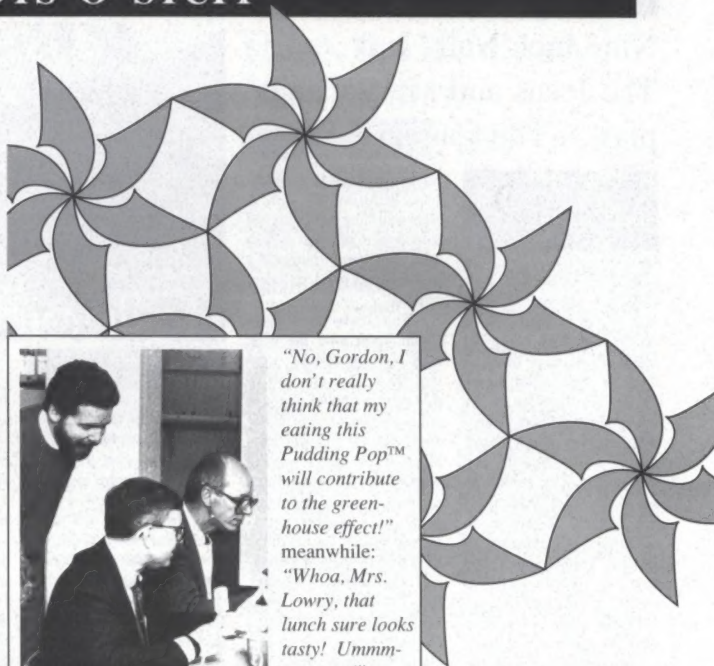 "No, Gordon, I
don't really
think that my
eating this
Pudding Pop™
will contribute
to the green-
house effect!"
meanwhile:
"Whoa, Mrs.
Lowry, that
lunch sure looks
tasty! Ummm-